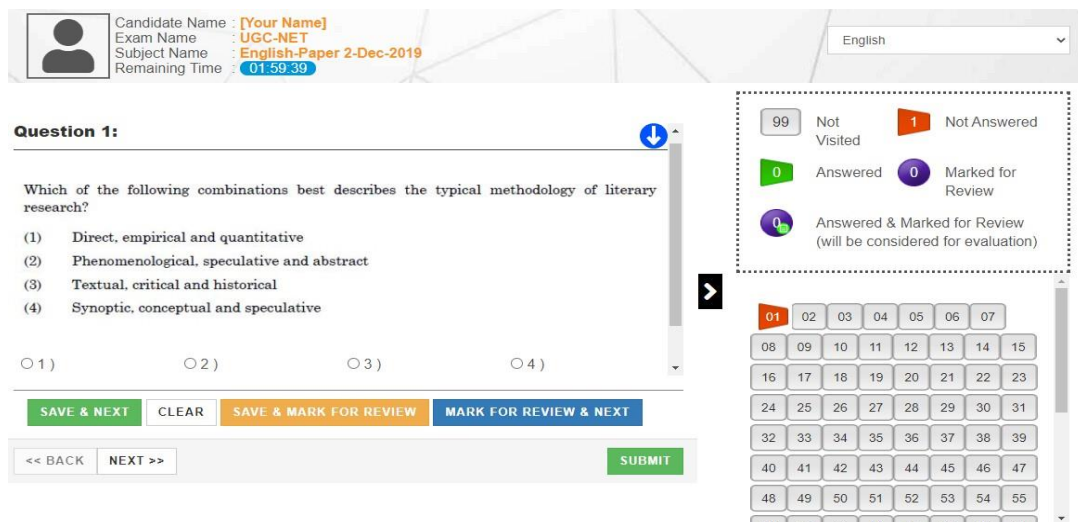 Candidate Name : [Your Name]
Exam Name : UGC-NET
Subject Name : English-Paper 2-Dec-2019
Remaining Time : 01:59:39
English
Question 1:
Which of the following combinations best describes the typical methodology of literary
research?
(1) Direct, empirical and quantitative
(2) Phenomenological, speculative and abstract
(3) Textual, critical and historical
(4) Synoptic, conceptual and speculative
1 ) 2 ) 3 ) 4 )
SAVE & NEXT CLEAR SAVE & MARK FOR REVIEW MARK FOR REVIEW & NEXT
<< BACK NEXT >> SUBMIT
99 Not
Visited
1 Not Answered
0 Answered
0 Marked for
Review
0 Answered & Marked for Review
(will be considered for evaluation)
01 02 03 04 05 06 07
08 09 10 11 12 13 14 15
16 17 18 19 20 21 22 23
24 25 26 27 28 29 30 31
32 33 34 35 36 37 38 39
40 41 42 43 44 45 46 47
48 49 50 51 52 53 54 55